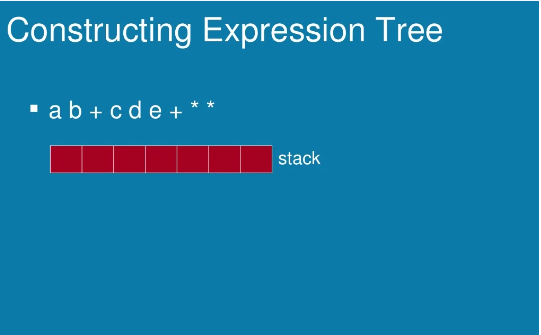 Constructing Expression Tree
▪ a b + c d e + * *
stack